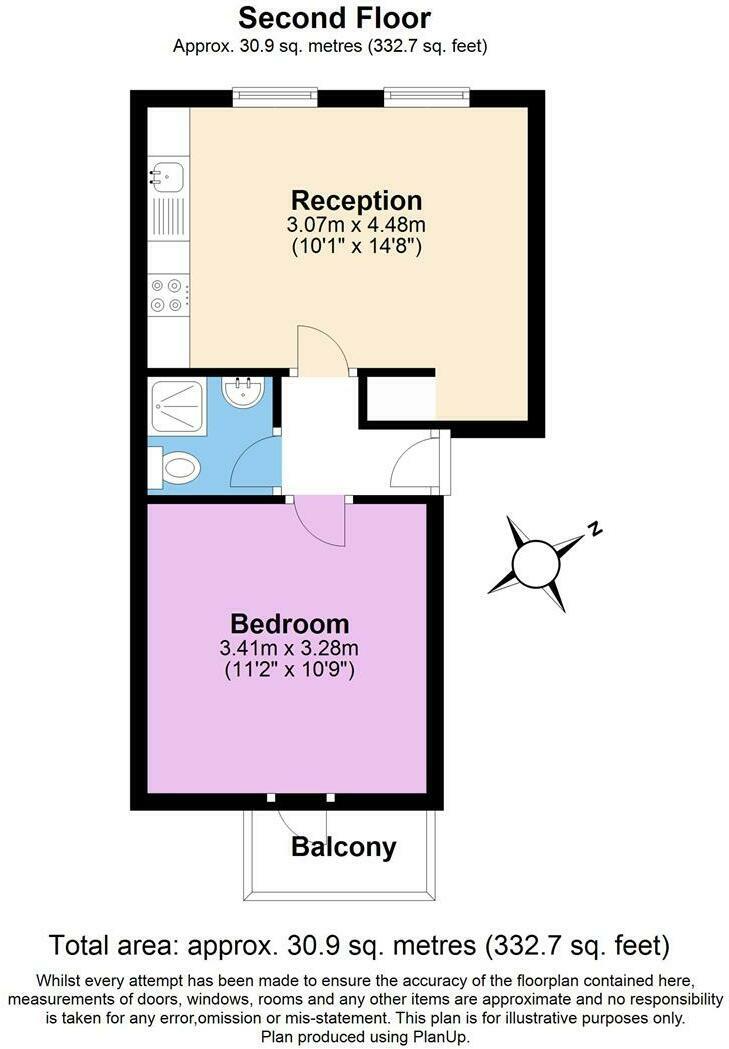 Second Floor
Approx. 30.9 sq. metres (332.7 sq. feet)
Reception
3.07m x 4.48m
(10'1" x 14'8")
N
Bedroom
3.41m x 3.28m
(11'2" x 10'9")
Balcony
Total area: approx. 30.9 sq. metres (332.7 sq. feet)
Whilst every attempt has been made to ensure the accuracy of the floorplan contained here,
measurements of doors, windows, rooms and any other items are approximate and no responsibility
is taken for any error,omission or mis-statement. This plan is for illustrative purposes only.
Plan produced using PlanUp.